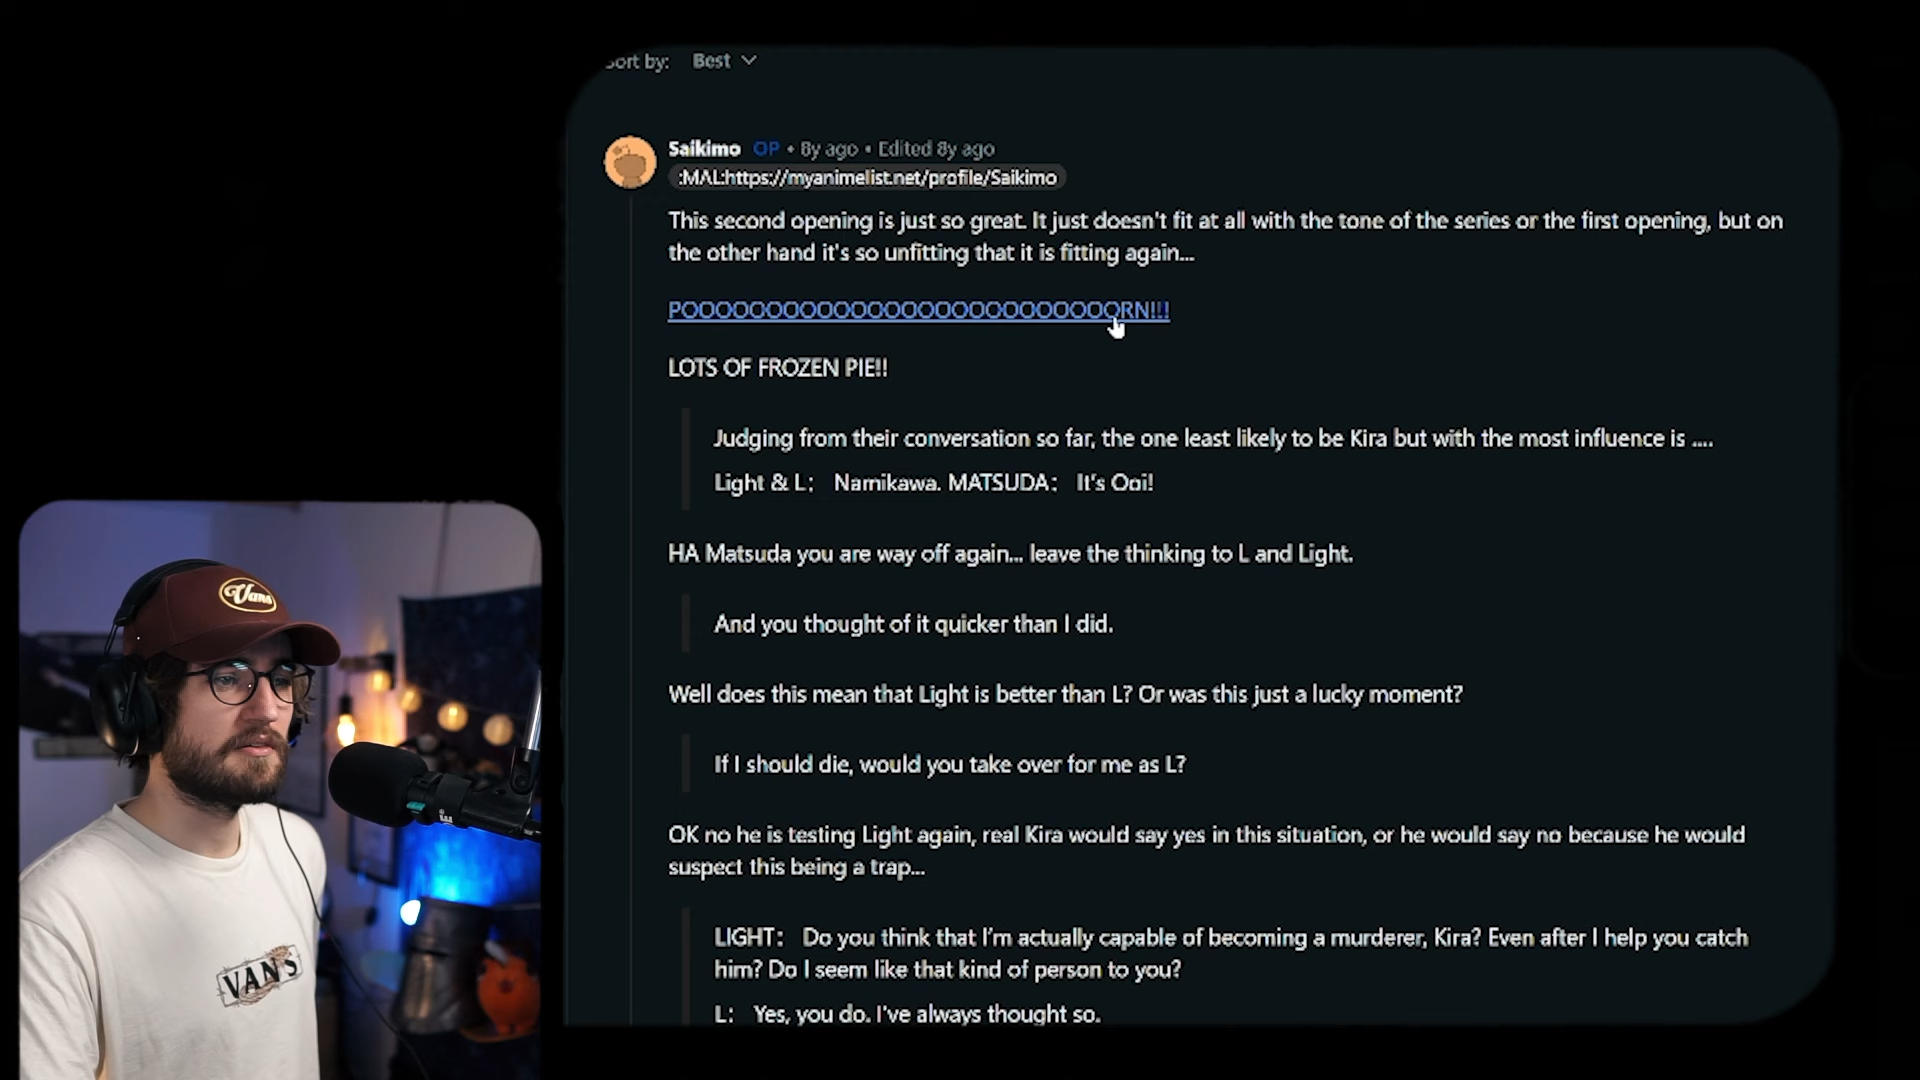 Sort by: Best
Saikimo OP • 8y ago • Edited 8y ago
:MAL:https://myanimelist.net/profile/Saikimo
This second opening is just so great. It just doesn't fit at all with the tone of the series or the first opening, but on
the other hand it's so unfitting that it is fitting again...
POOOOOOOOOOOOOOOOOOOOOOOOOORN!!!
LOTS OF FROZEN PIE!!
Judging from their conversation so far, the one least likely to be Kira but with the most influence is ....
Light & L: Namikawa. MATSUDA: It's Ooi!
HA Matsuda you are way off again... leave the thinking to L and Light.
And you thought of it quicker than I did.
Well does this mean that Light is better than L? Or was this just a lucky moment?
If I should die, would you take over for me as L?
OK no he is testing Light again, real Kira would say yes in this situation, or he would say no because he would
suspect this being a trap...
LIGHT: Do you think that I'm actually capable of becoming a murderer, Kira? Even after I help you catch
him? Do I seem like that kind of person to you?
L: Yes, you do. I've always thought so.
Vans
VANS